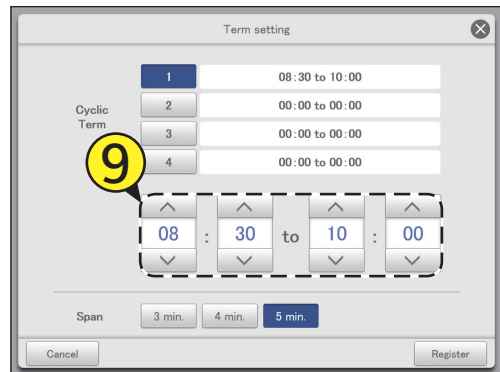 Term setting
1 08:30 to 10:00
Cyclic
Term
2 00:00 to 00:00
3 00:00 to 00:00
4 00:00 to 00:00
9
08 : 30 to 10 : 00
Span 3 min. 4 min. 5 min.
Cancel Register